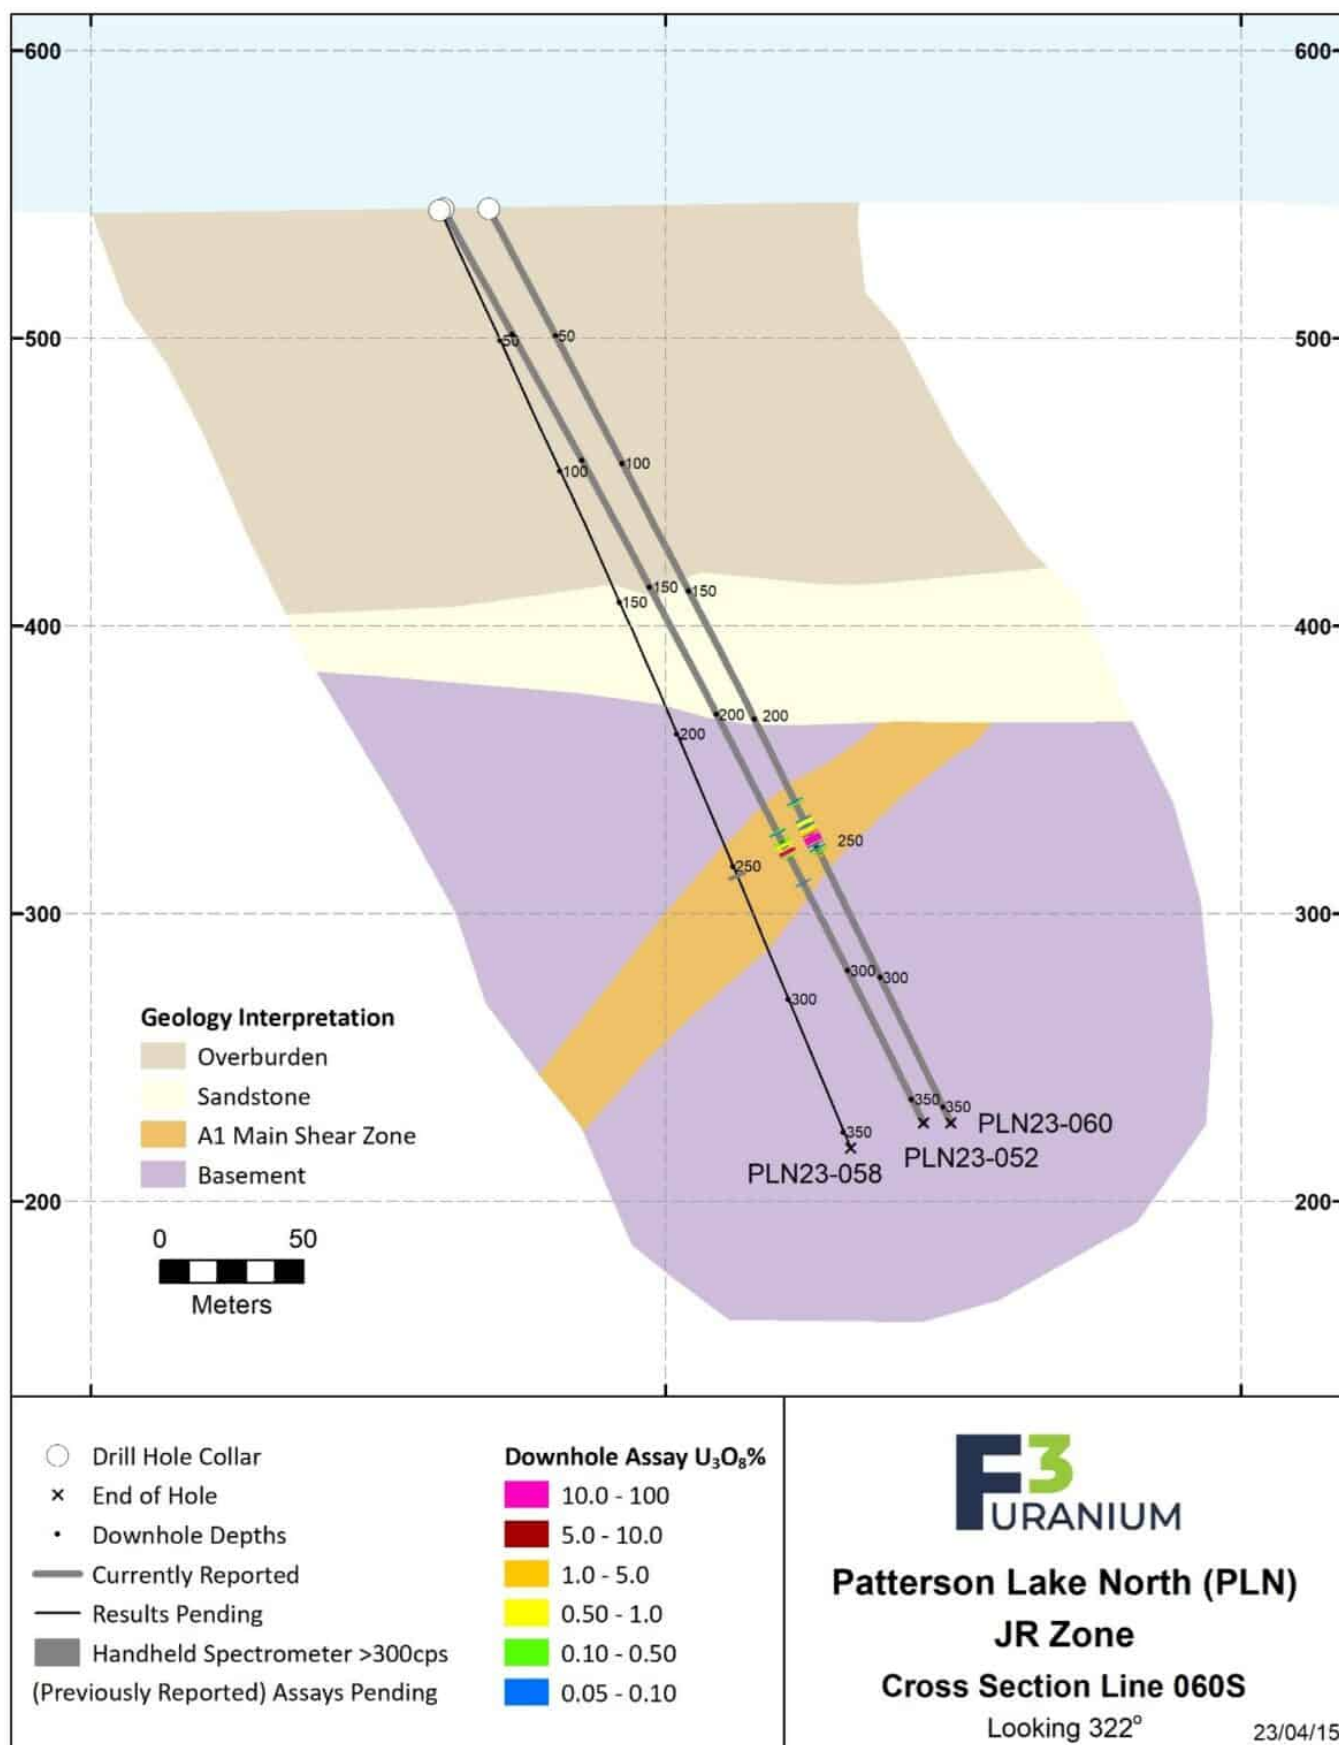 600 600
500 500
400 400
300 300
200 200
50 50
100 100
150 150 150
200 200 200
250 250
300 300 300
350 350 350
PLN23-060
PLN23-052
PLN23-058
Geology Interpretation
Overburden
Sandstone
A1 Main Shear Zone
Basement
0 50
Meters
Drill Hole Collar
End of Hole
Downhole Depths
Currently Reported
Results Pending
Handheld Spectrometer >300cps
(Previously Reported) Assays Pending
Downhole Assay U₃O₈%
10.0 - 100
5.0 - 10.0
1.0 - 5.0
0.50 - 1.0
0.10 - 0.50
0.05 - 0.10
F3
URANIUM
Patterson Lake North (PLN)
JR Zone
Cross Section Line 060S
Looking 322°
23/04/15